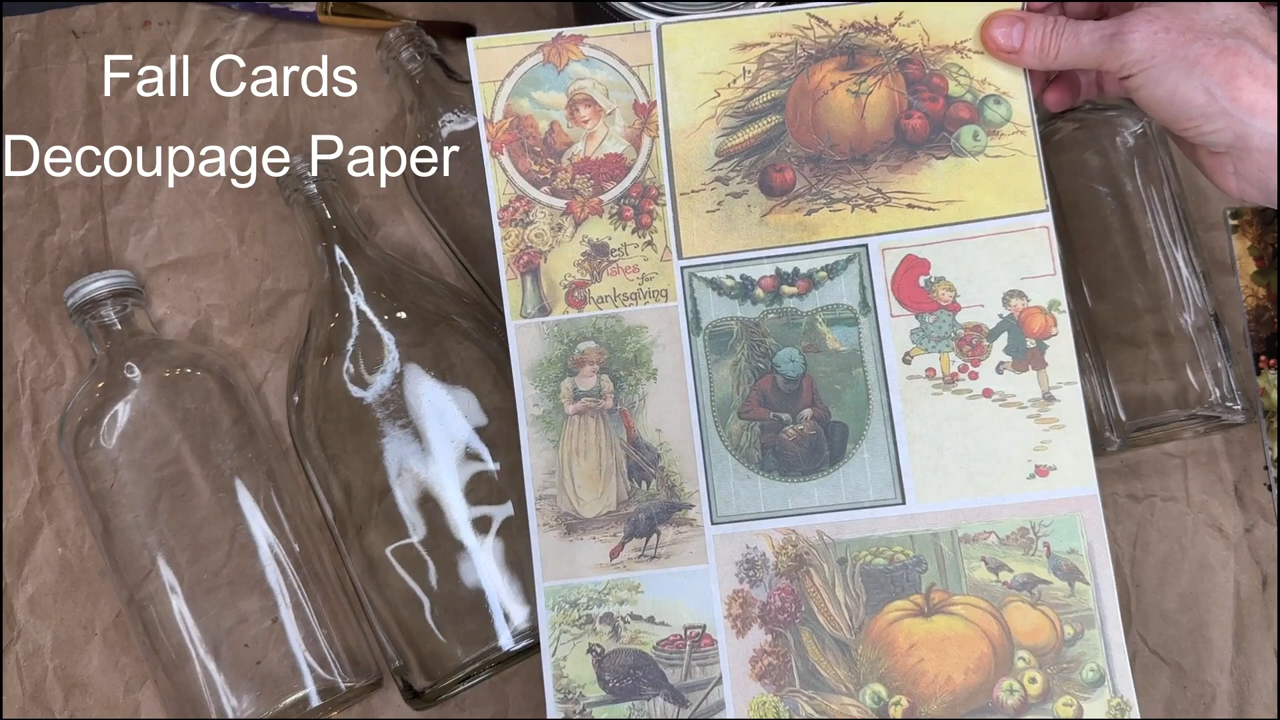 Fall Cards
Decoupage Paper
Best
Wishes
for
Thanksgiving